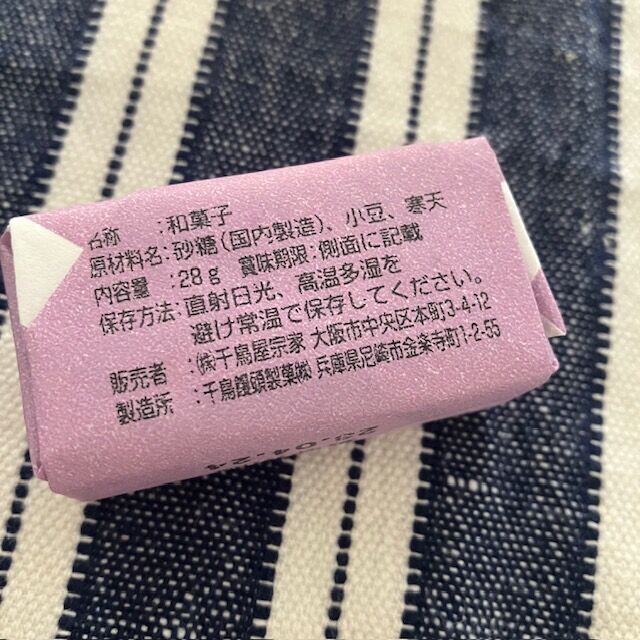 名称 :和菓子
原材料名:砂糖(国内製造)、小豆、寒天
内容量 :28g 賞味期限:側面に記載
保存方法:直射日光、高温多湿を
避け常温で保存してください。
販売者 :㈱千鳥屋宗家 大阪市中央区本町3-4-12
製造所 :千鳥饅頭製菓㈱ 兵庫県尼崎市金楽寺町1-2-55